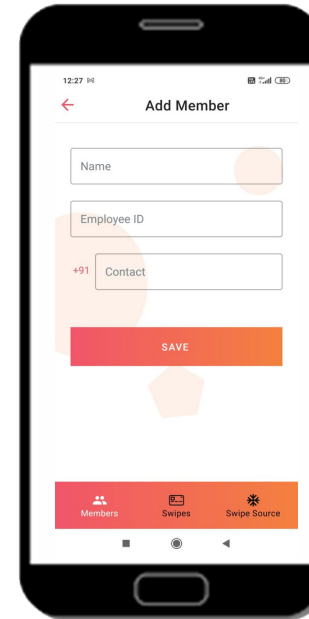 12:27
Add Member
Name
Employee ID
+91 Contact
SAVE
Members Swipes Swipe Source